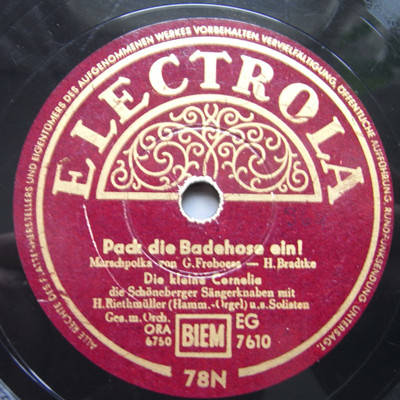 ALLE RECHTE DES PLATTENHERSTELLERS UND EIGENTÜMERS DES AUFGENOMMENEN WERKES VORBEHALTEN. VERVIELFÄLTIGUNG, ÖFFENTLICHE AUFFÜHRUNG, RUNDFUNKSENDUNG UNTERSAGT.
ELECTROLA
Pack die Badehose ein!
Marschpolka von G. Froboess — H. Bradtke
Die kleine Cornelia
die Schöneberger Sängerknaben mit
H. Riethmüller (Hamm.-Orgel) u. s. Solisten
Ges. m. Orch.
ORA BIEM EG
6750 7610
78N